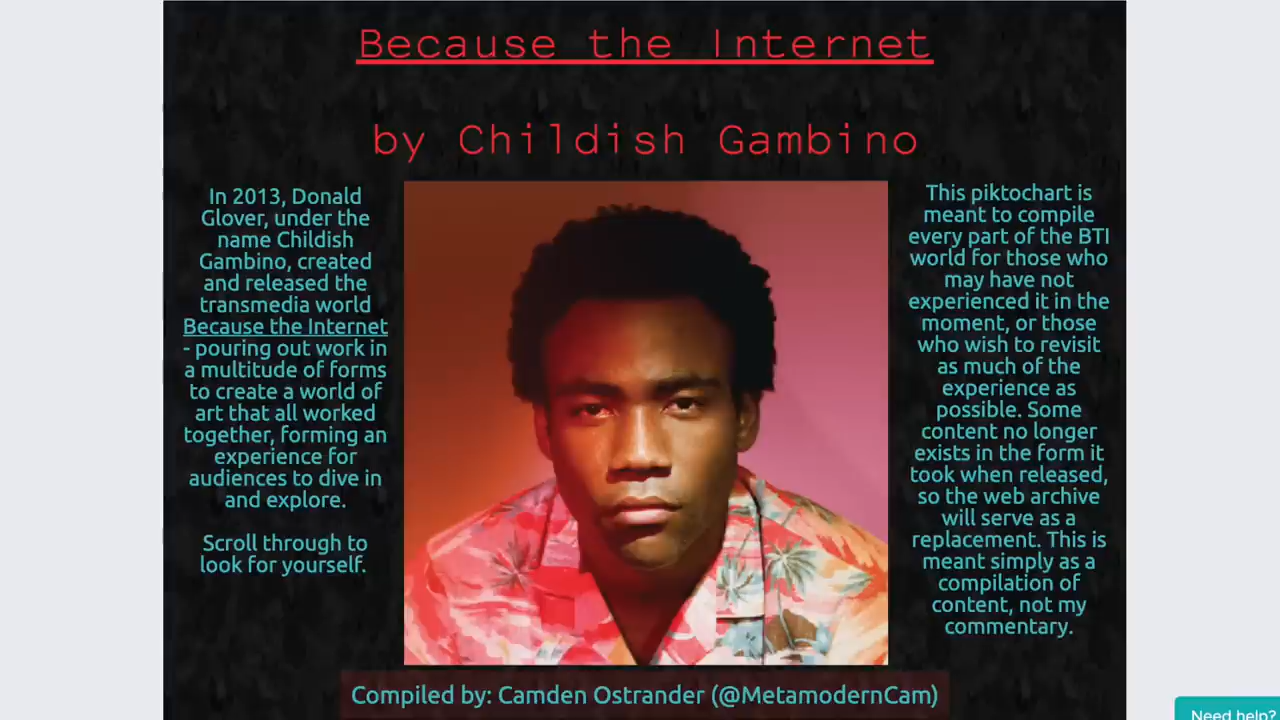 Because the Internet
by Childish Gambino
In 2013, Donald
Glover, under the
name Childish
Gambino, created
and released the
transmedia world
Because the Internet
- pouring out work in
a multitude of forms
to create a world of
art that all worked
together, forming an
experience for
audiences to dive in
and explore.
Scroll through to
look for yourself.
This piktochart is
meant to compile
every part of the BTI
world for those who
may have not
experienced it in the
moment, or those
who wish to revisit
as much of the
experience as
possible. Some
content no longer
exists in the form it
took when released,
so the web archive
will serve as a
replacement. This is
meant simply as a
compilation of
content, not my
commentary.
Compiled by: Camden Ostrander (@MetamodernCam)
Need help?